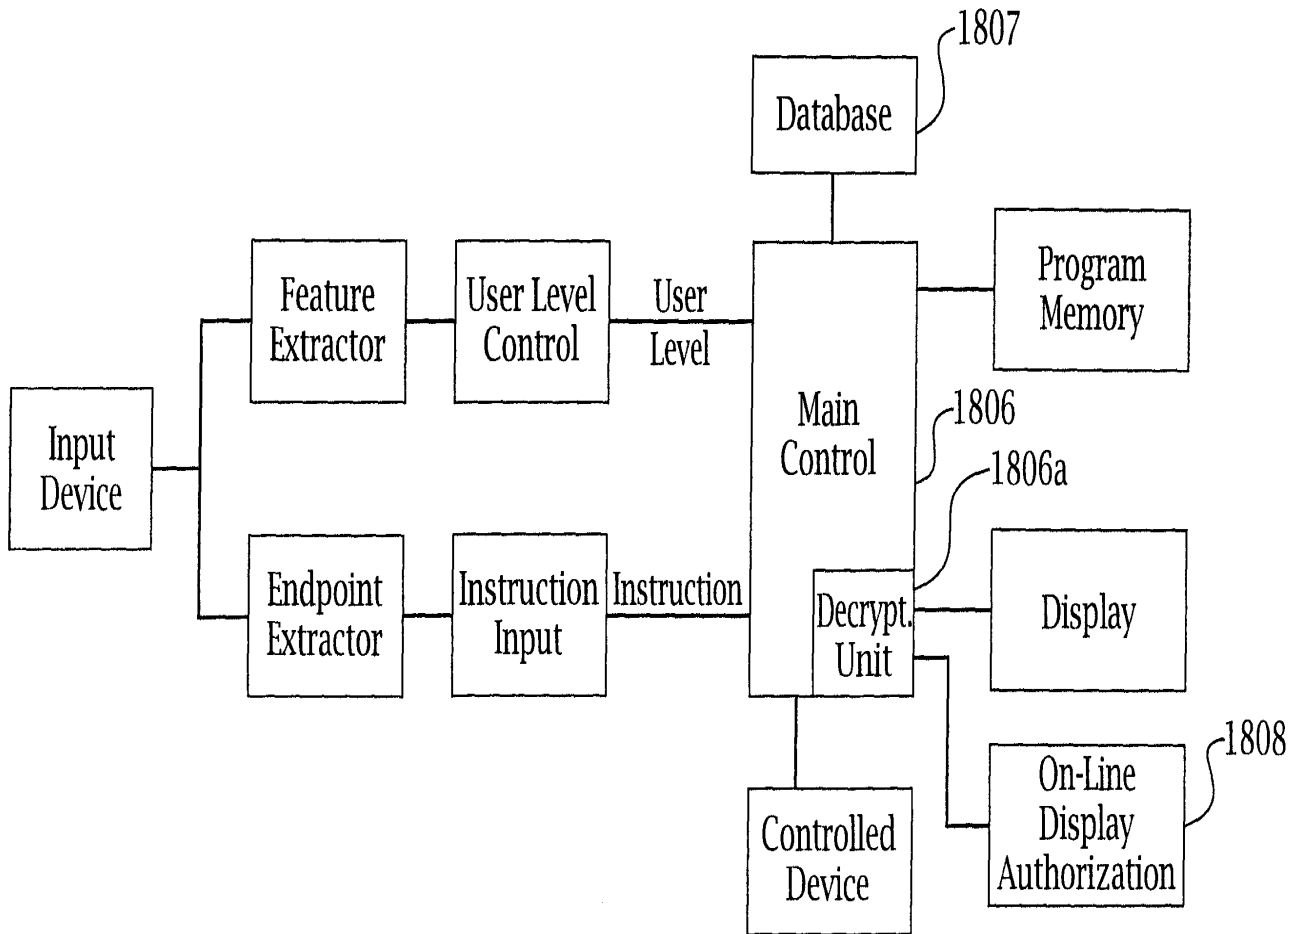 1807
Database
Program
Memory
Feature
Extractor
User Level
Control
User
Level
Main
Control
1806
1806a
Input
Device
Endpoint
Extractor
Instruction
Input
Instruction
Decrypt.
Unit
Display
1808
On-Line
Display
Authorization
Controlled
Device